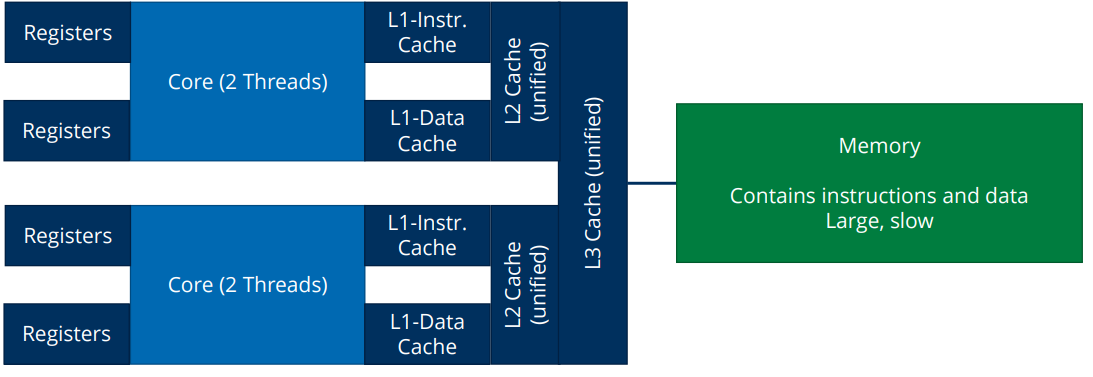 Registers
Core (2 Threads)
Registers
L1-Instr.
Cache
L1-Data
Cache
L2 Cache
(unified)
Registers
Core (2 Threads)
Registers
L1-Instr.
Cache
L1-Data
Cache
L2 Cache
(unified)
L3 Cache (unified)
Memory
Contains instructions and data
Large, slow